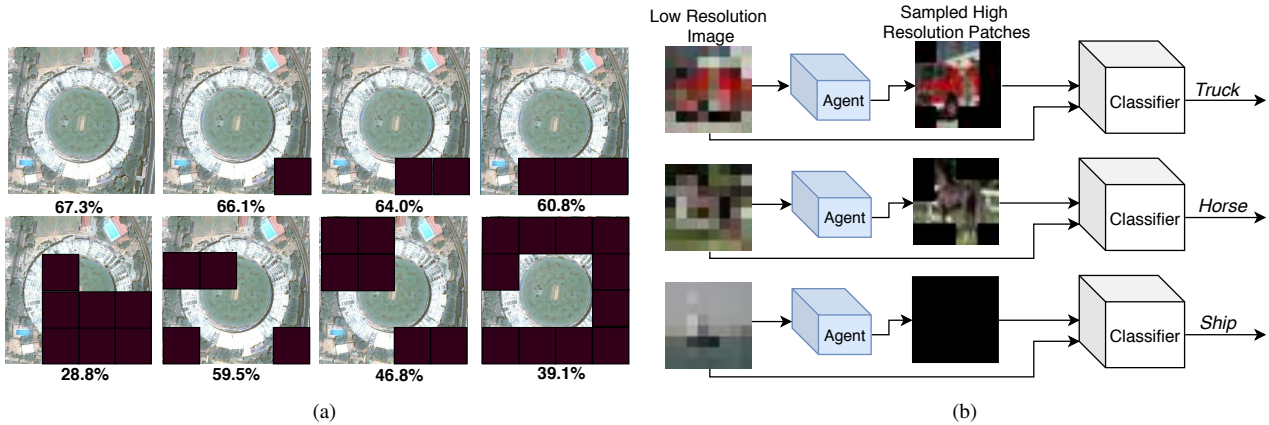 67.3%
66.1%
64.0%
60.8%
28.8%
59.5%
46.8%
39.1%
(a)
Low Resolution
Image
Sampled High
Resolution Patches
Agent
Classifier
Truck
Agent
Classifier
Horse
Agent
Classifier
Ship
(b)